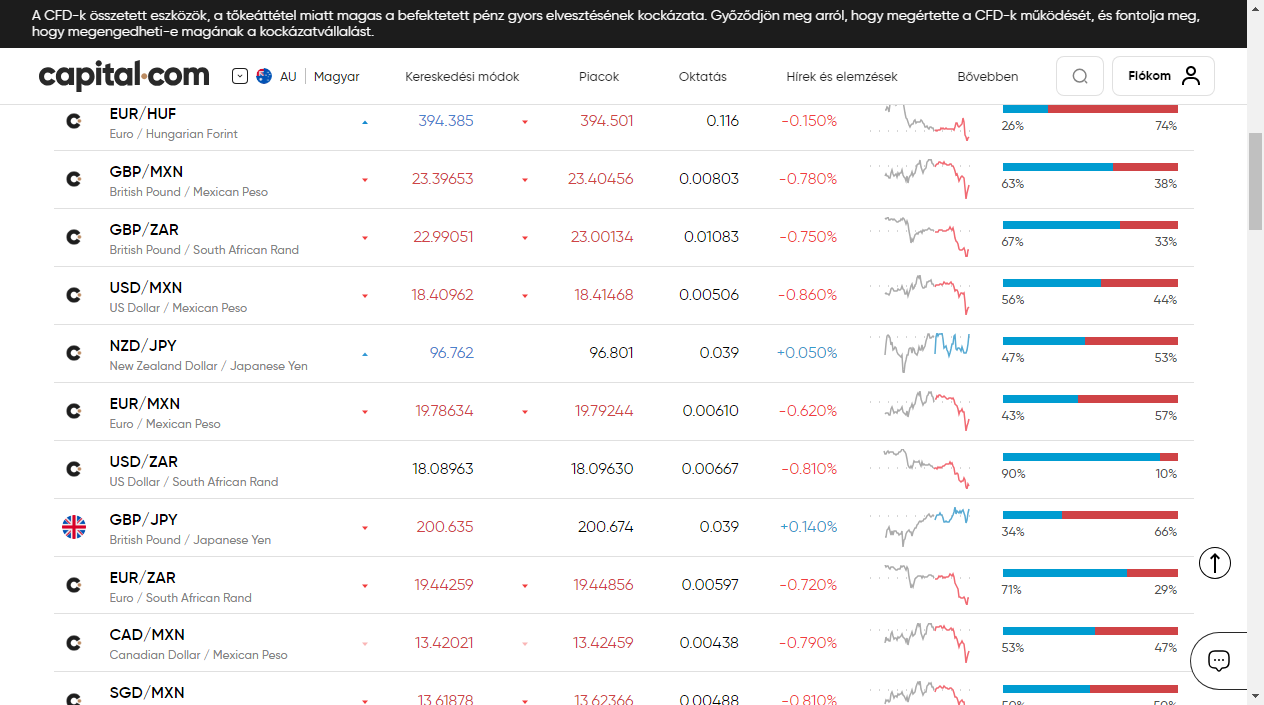 A CFD-k összetett eszközök, a tőkeáttétel miatt magas a befektetett pénz gyors elvesztésének kockázata. Győződjön meg arról, hogy megértette a CFD-k működését, és fontolja meg,
hogy megengedheti-e magának a kockázatvállalást.
capital.com AU Magyar Kereskedési módok Piacok Oktatás Hírek és elemzések Bővebben Fiókom
EUR/HUF
Euro / Hungarian Forint
394.385 394.501 0.116 -0.150%
26% 74%
GBP/MXN
British Pound / Mexican Peso
23.39653 23.40456 0.00803 -0.780%
63% 38%
GBP/ZAR
British Pound / South African Rand
22.99051 23.00134 0.01083 -0.750%
67% 33%
USD/MXN
US Dollar / Mexican Peso
18.40962 18.41468 0.00506 -0.860%
56% 44%
NZD/JPY
New Zealand Dollar / Japanese Yen
96.762 96.801 0.039 +0.050%
47% 53%
EUR/MXN
Euro / Mexican Peso
19.78634 19.79244 0.00610 -0.620%
43% 57%
USD/ZAR
US Dollar / South African Rand
18.08963 18.09630 0.00667 -0.810%
90% 10%
GBP/JPY
British Pound / Japanese Yen
200.635 200.674 0.039 +0.140%
34% 66%
EUR/ZAR
Euro / South African Rand
19.44259 19.44856 0.00597 -0.720%
71% 29%
CAD/MXN
Canadian Dollar / Mexican Peso
13.42021 13.42459 0.00438 -0.790%
53% 47%
SGD/MXN
13.61878 13.62366 0.00488 -0.810%
50% 50%